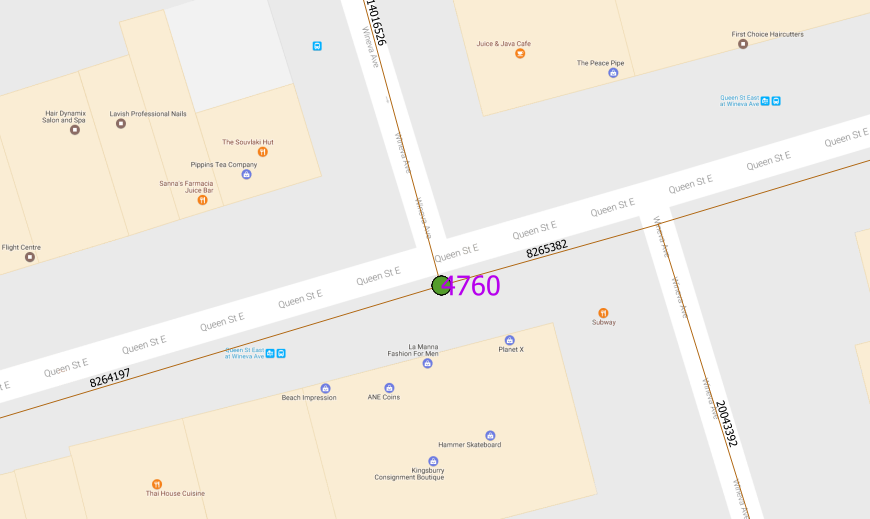 14016526
Wineva Ave
First Choice Haircutters
Juice & Java Cafe
The Peace Pipe
Queen St East
at Wineva Ave
Hair Dynamix
Salon and Spa
Lavish Professional Nails
The Souvlaki Hut
Pippins Tea Company
Sanna's Farmacia
Juice Bar
Wineva Ave
Wineva Ave
Flight Centre
Queen St E
Queen St E
Queen St E
Queen St E
Queen St E
Queen St E
Queen St E
Queen St E
Queen St E
Queen St E
Queen St E
t E
8265382
4760
8264197
Wineva Ave
Wineva Ave
Wineva Ave
Wineva Ave
20043392
Subway
Queen St East
at Wineva Ave
La Manna
Fashion For Men
Planet X
Beach Impression
ANE Coins
Hammer Skateboard
Kingsburry
Consignment Boutique
Thai House Cuisine